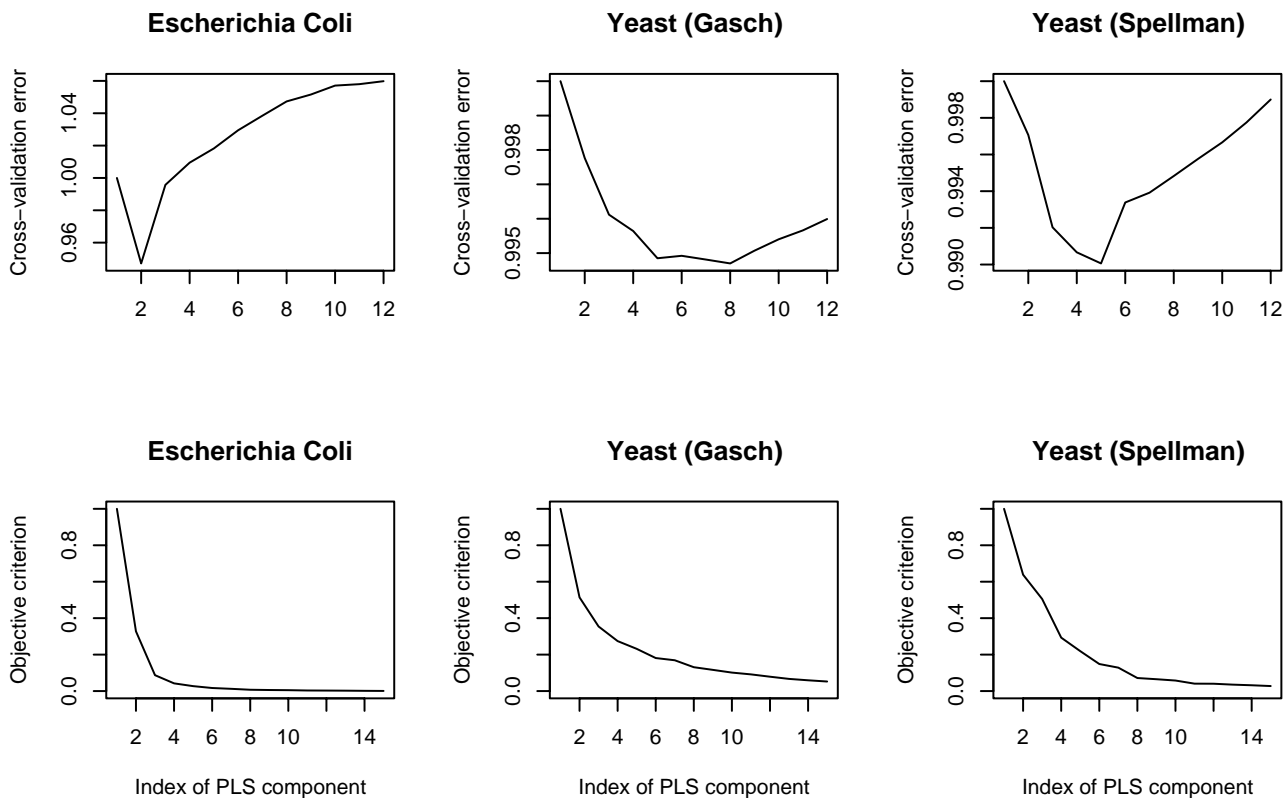 Escherichia Coli
Cross−validation error
0.96 1.00 1.04
2 4 6 8 10 12
Yeast (Gasch)
Cross−validation error
0.995 0.998
2 4 6 8 10 12
Yeast (Spellman)
Cross−validation error
0.990 0.994 0.998
2 4 6 8 10 12
Escherichia Coli
Objective criterion
0.0 0.4 0.8
2 4 6 8 10 14
Index of PLS component
Yeast (Gasch)
Objective criterion
0.0 0.4 0.8
2 4 6 8 10 14
Index of PLS component
Yeast (Spellman)
Objective criterion
0.0 0.4 0.8
2 4 6 8 10 14
Index of PLS component